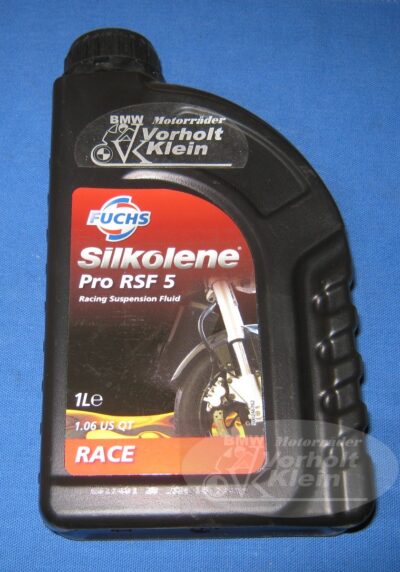 BMW Motorräder
Vorholt
Klein
FUCHS
Silkolene®
Pro RSF 5
Racing Suspension Fluid
1L℮
1.06 US QT
RACE
BMW Motorräder
Vorholt
Klein